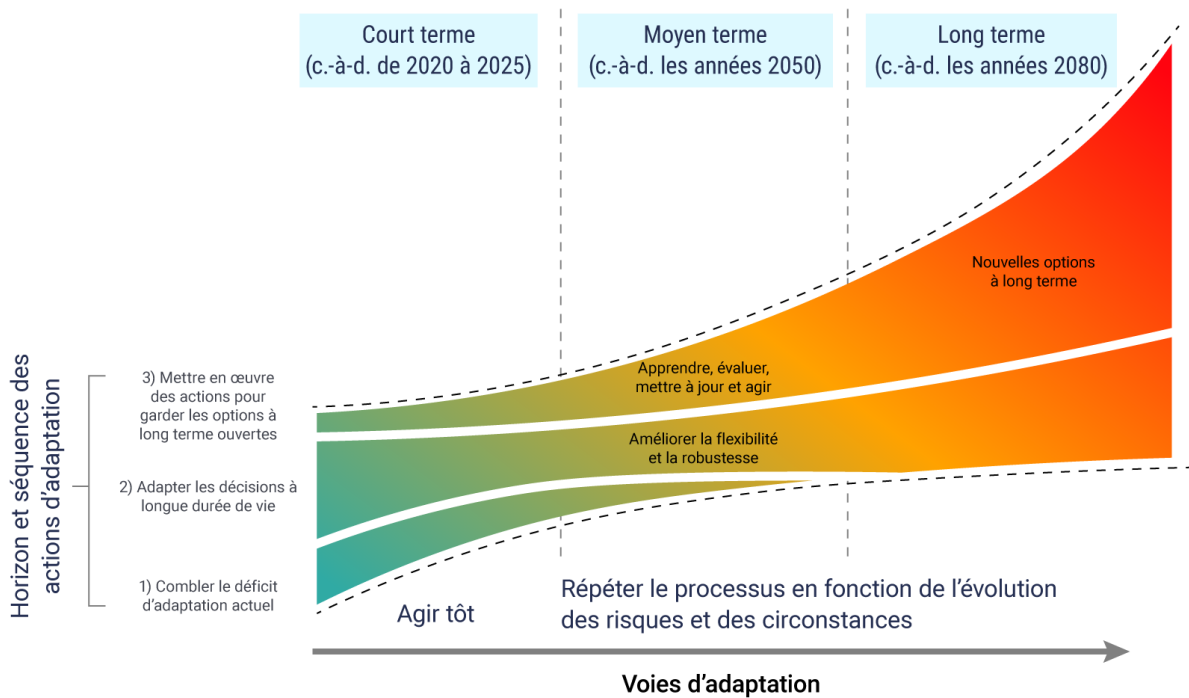 Court terme
(c.-à-d. de 2020 à 2025)
Moyen terme
(c.-à-d. les années 2050)
Long terme
(c.-à-d. les années 2080)
Nouvelles options
à long terme
Apprendre, évaluer,
mettre à jour et agir
Améliorer la flexibilité
et la robustesse
Horizon et séquence des
actions d’adaptation
3) Mettre en œuvre
des actions pour
garder les options à
long terme ouvertes
2) Adapter les décisions à
longue durée de vie
1) Combler le déficit
d’adaptation actuel
Agir tôt
Répéter le processus en fonction de l’évolution
des risques et des circonstances
Voies d’adaptation